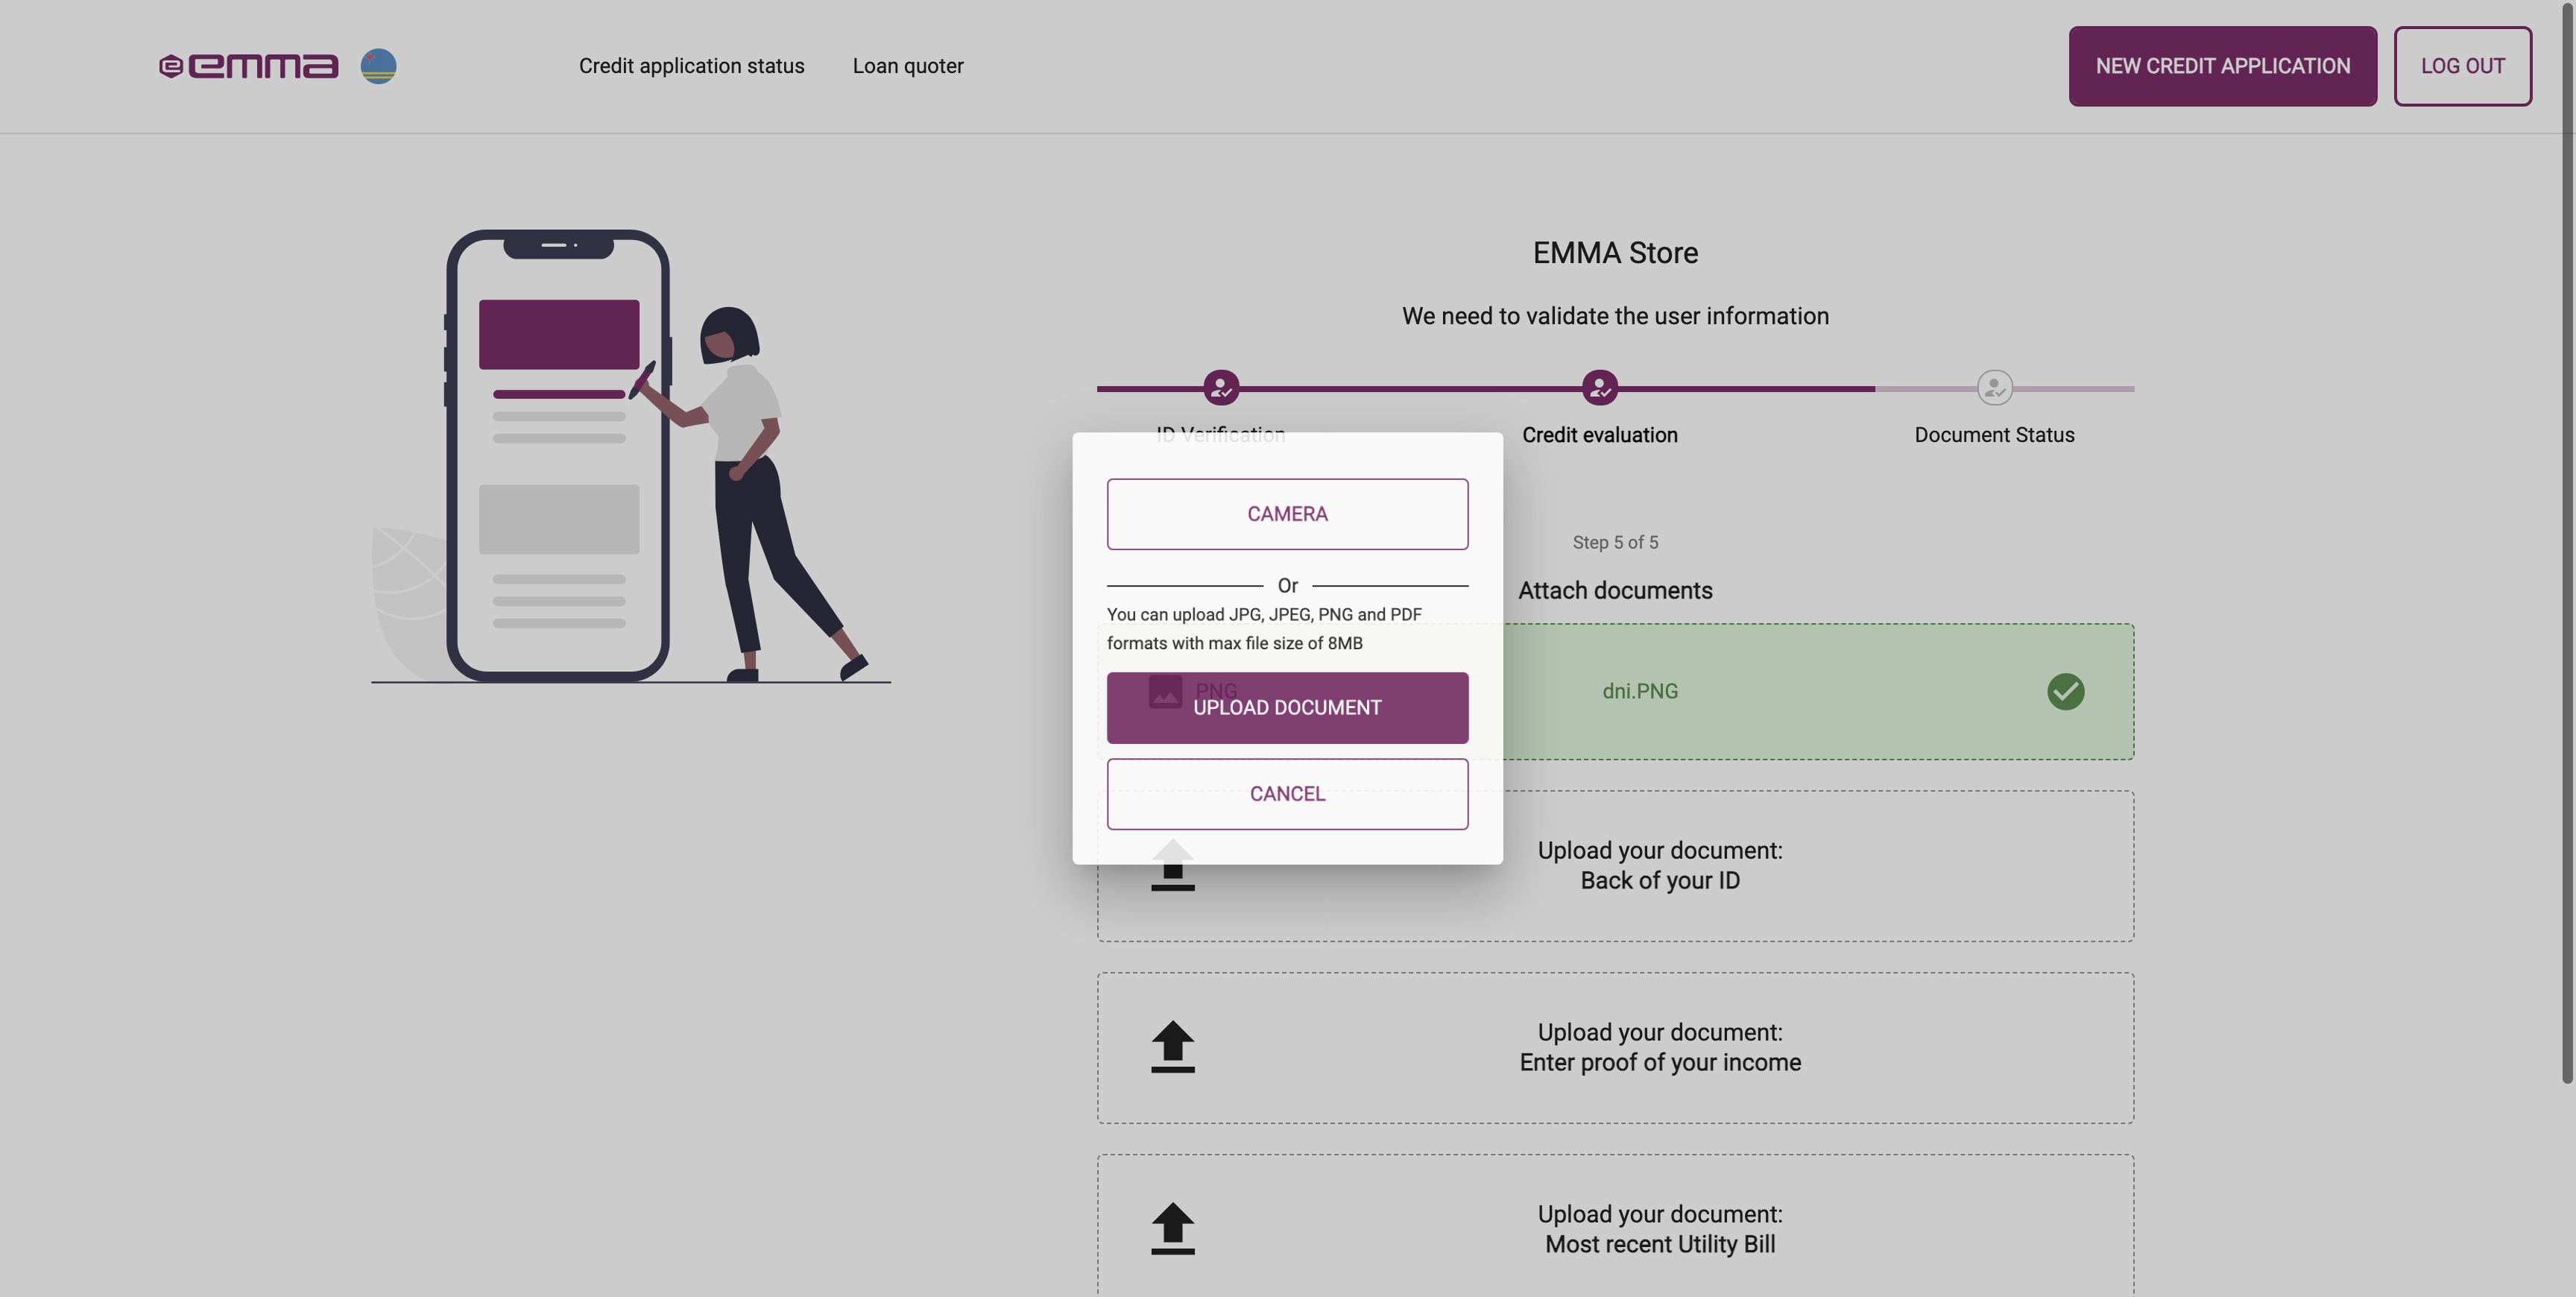 emma
Credit application status
Loan quoter
NEW CREDIT APPLICATION
LOG OUT
EMMA Store
We need to validate the user information
ID Verification
Credit evaluation
Document Status
Step 5 of 5
Attach documents
CAMERA
Or
You can upload JPG, JPEG, PNG and PDF
formats with max file size of 8MB
PNG
dni.PNG
UPLOAD DOCUMENT
CANCEL
Upload your document:
Back of your ID
Upload your document:
Enter proof of your income
Upload your document:
Most recent Utility Bill